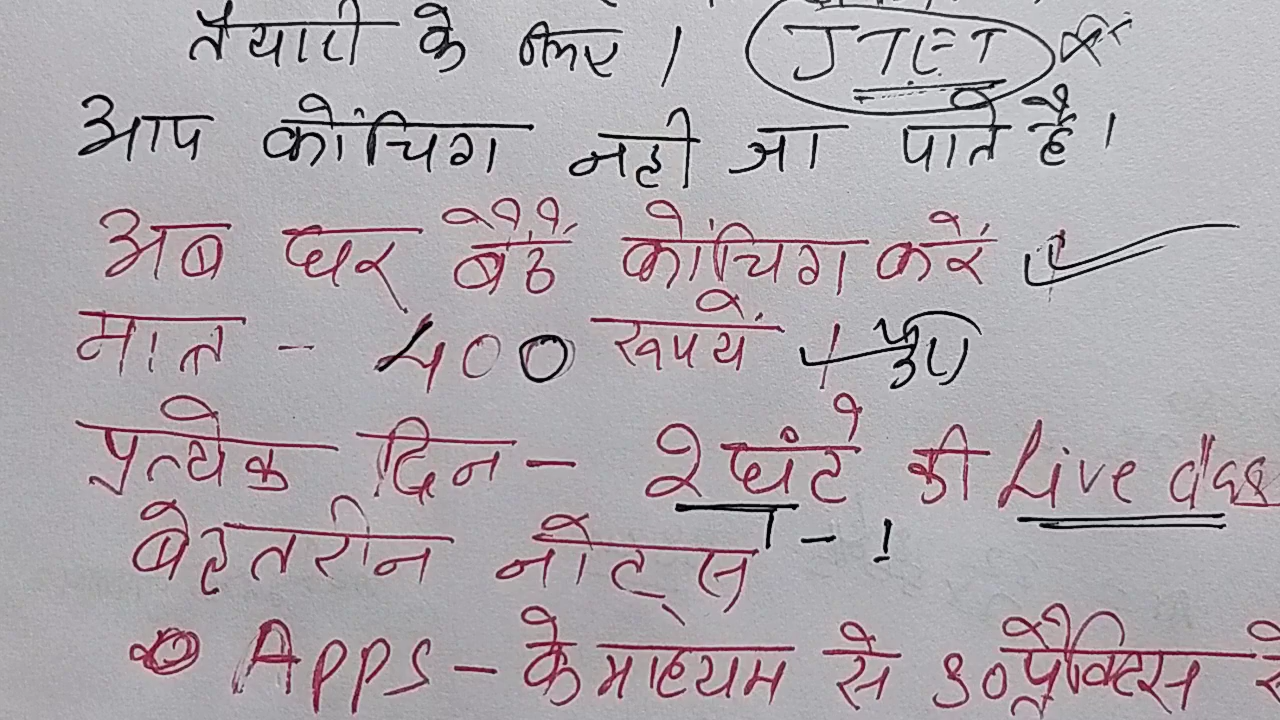 तैयारी के लिए । JTET
आप कोंचिंग नही जा पाते है।
अब घर बैठें कोंचिंग करें
मात्र - 400 रूपयें
प्रत्येक दिन - 2 घंटे की Live class
बेहतरीन नोट्स
Apps - के माध्यम से 30 प्रैक्टिस